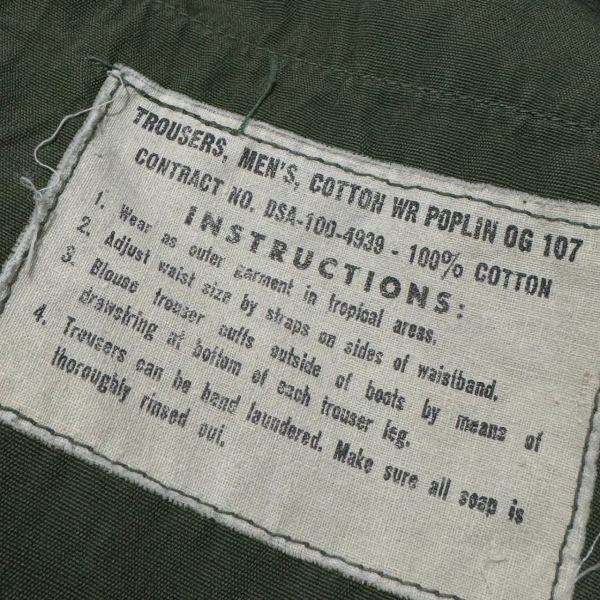 TROUSERS, MEN'S, COTTON WR POPLIN OG 107
CONTRACT NO. DSA-100-4939 - 100% COTTON
INSTRUCTIONS:
1. Wear as outer garment in tropical areas.
2. Adjust waist size by straps on sides of waistband.
3. Blouse trouser cuffs outside of boots by means of
drawstring at bottom of each trouser leg.
4. Trousers can be hand laundered. Make sure all soap is
thoroughly rinsed out.